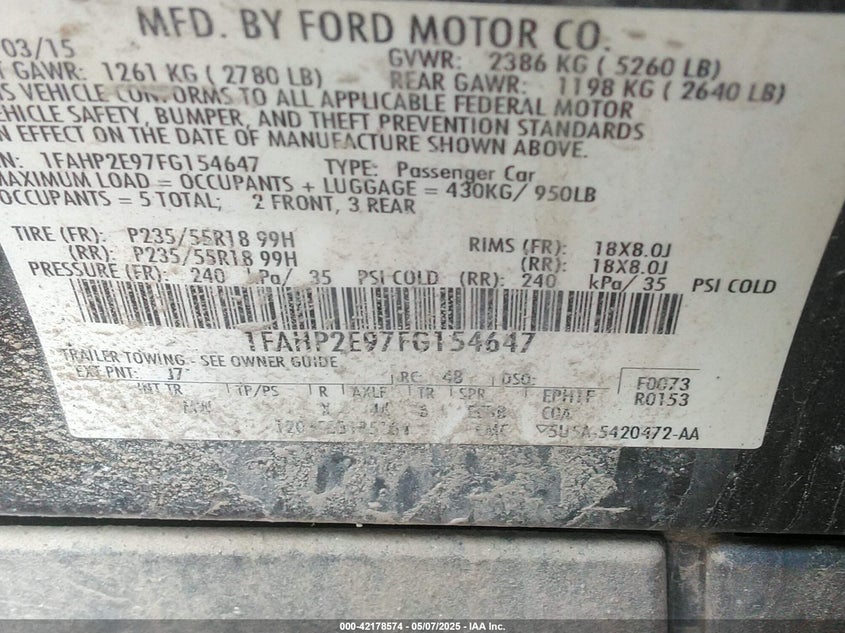 MFD. BY FORD MOTOR CO.
03/15 GVWR: 2386 KG ( 5260 LB)
GAWR: 1261 KG ( 2780 LB) REAR GAWR: 1198 KG ( 2640 LB)
VEHICLE CONFORMS TO ALL APPLICABLE FEDERAL MOTOR
VEHICLE SAFETY, BUMPER, AND THEFT PREVENTION STANDARDS
IN EFFECT ON THE DATE OF MANUFACTURE SHOWN ABOVE.
1FAHP2E97FG154647 TYPE: Passenger Car
MAXIMUM LOAD = OCCUPANTS + LUGGAGE = 430KG/ 950LB
OCCUPANTS = 5 TOTAL; 2 FRONT, 3 REAR
TIRE (FR): P235/55R18 99H RIMS (FR): 18X8.0J
(RR): P235/55R18 99H (RR): 18X8.0J
PRESSURE (FR): 240 kPa/ 35 PSI COLD (RR): 240 kPa/ 35 PSI COLD
1FAHP2E97FG154647
TRAILER TOWING - SEE OWNER GUIDE
EXT PNT: J7 RC: 48 DSO: F0073
INT TR TP/PS R AXLE TR SPR EPHIF R0153
5U5A-5420472-AA
000-42178574 | 05/07/2025 - IAA Inc.